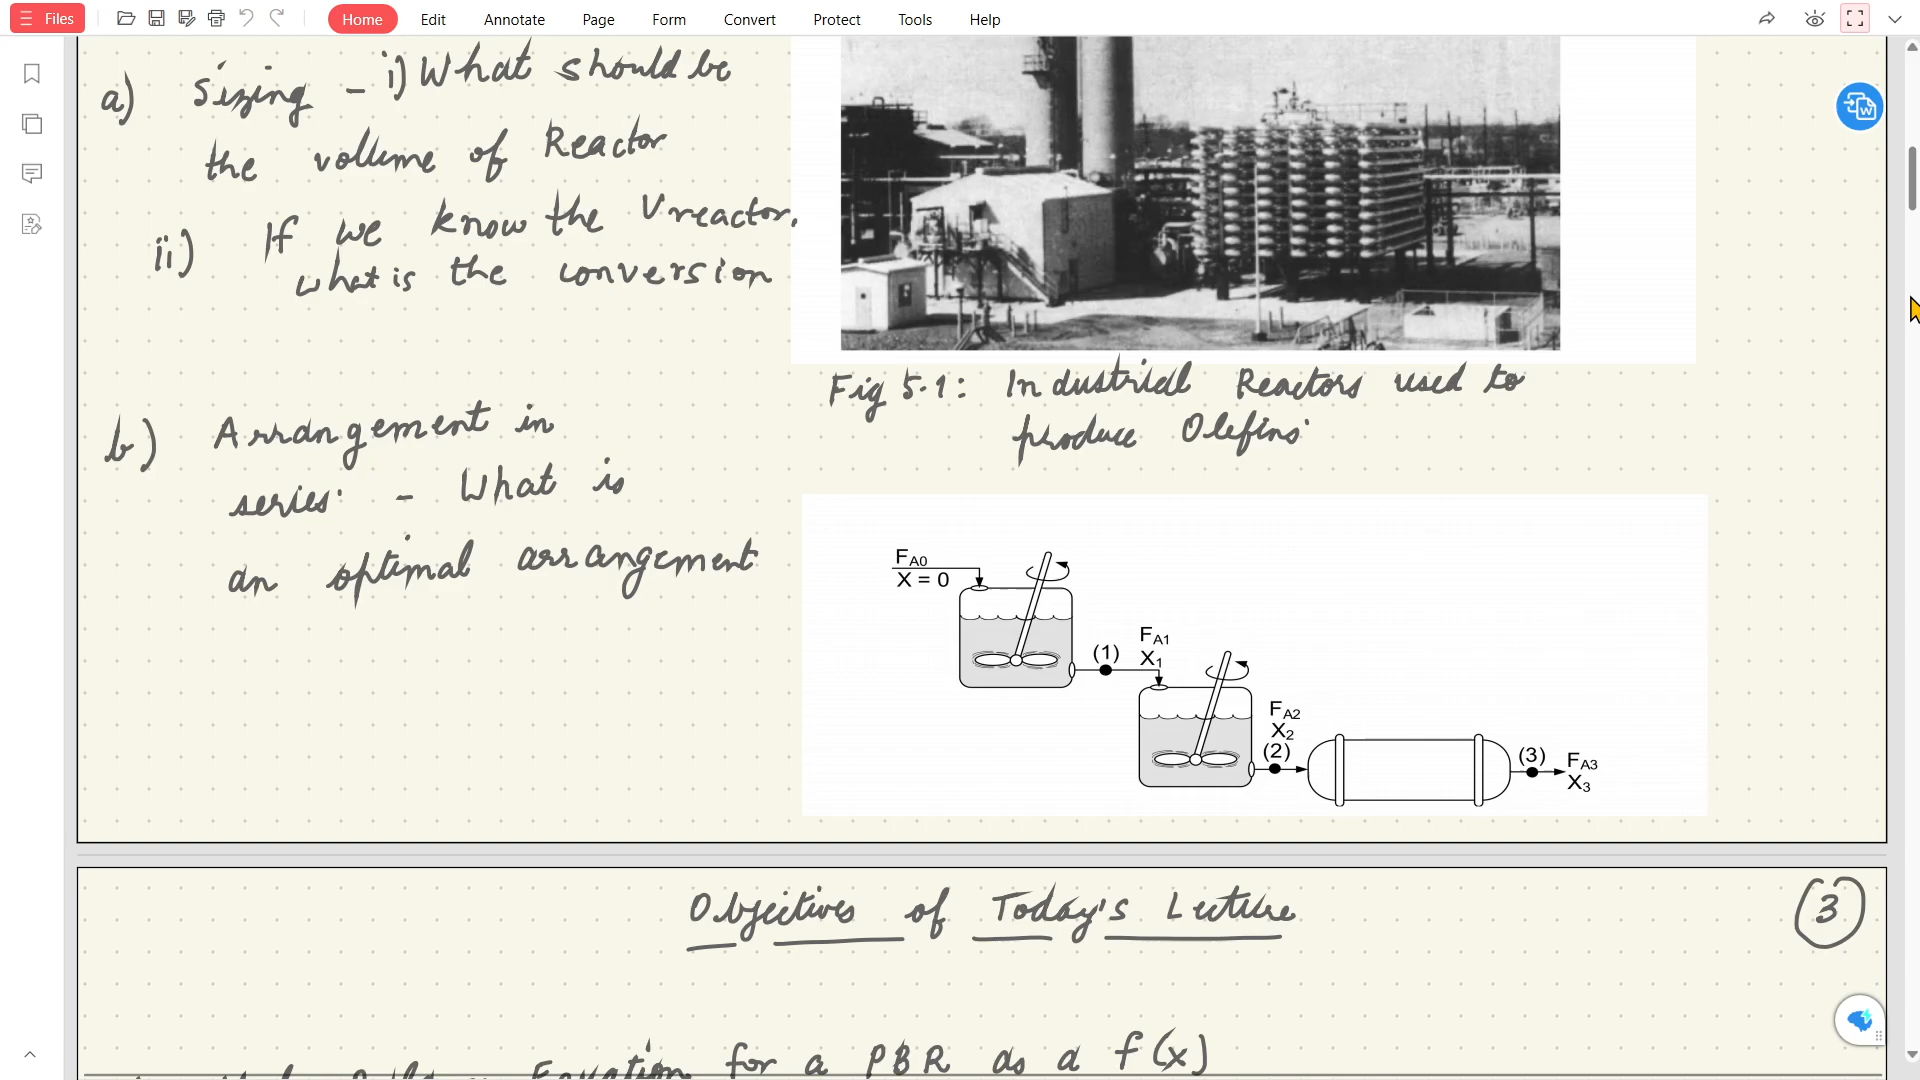 Files
Home
Edit
Annotate
Page
Form
Convert
Protect
Tools
Help
a) Sizing - i) What should be
the volume of Reactor
ii) If we know the Vreactor,
what is the conversion
b) Arrangement in
series - What is
an optimal arrangement
Fig 5.1: Industrial Reactors used to
produce Olefins
FA0
X = 0
(1)
FA1
X1
FA2
X2
(2)
(3)
FA3
X3
Objectives of Today's Lecture
3
Equation for a PBR as a f(x)